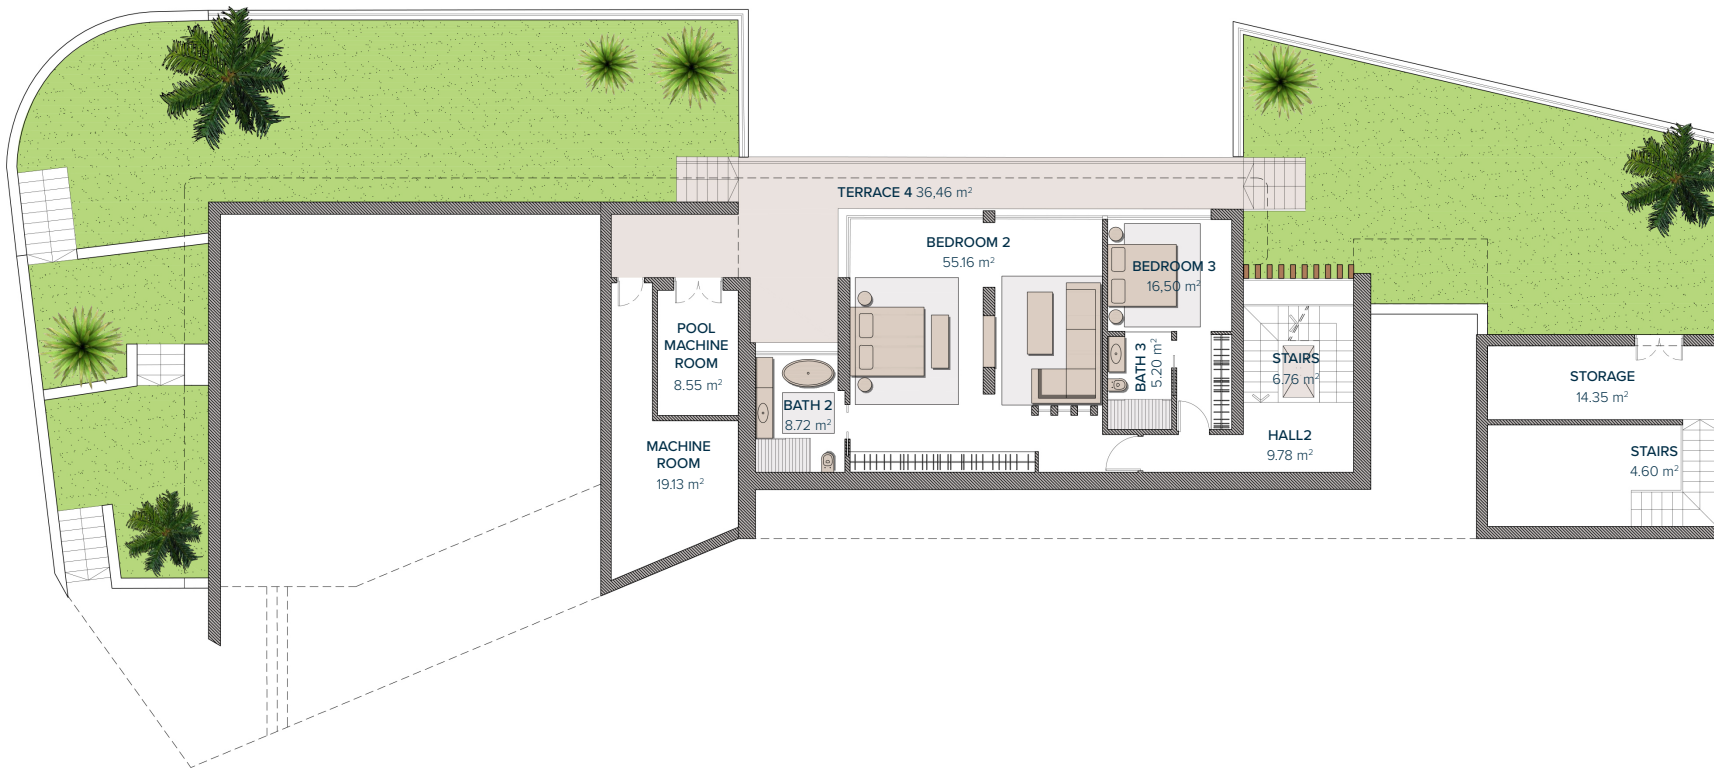 TERRACE 4 36,46 m²
BEDROOM 2
55.16 m²
BEDROOM 3
16,50 m²
POOL
MACHINE
ROOM
8.55 m²
BATH 3
5.20 m²
STAIRS
6.76 m²
STORAGE
14.35 m²
BATH 2
8.72 m²
MACHINE
ROOM
19.13 m²
HALL2
9.78 m²
STAIRS
4.60 m²